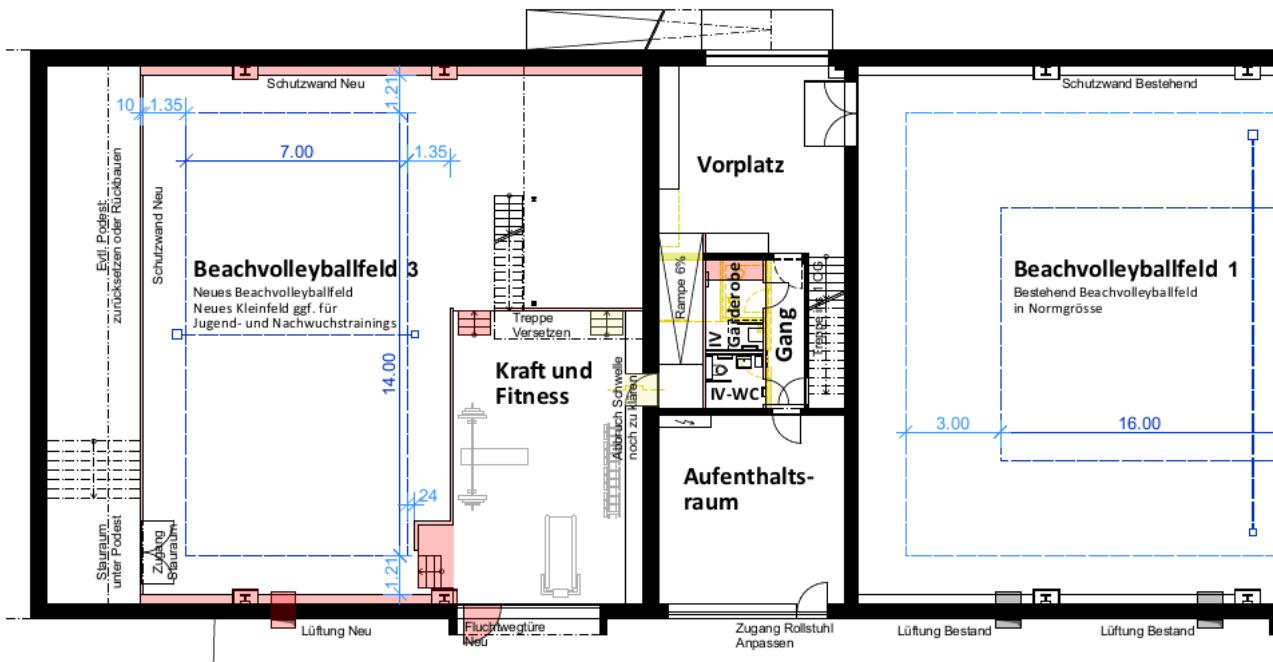 Schutzwand Neu
Schutzwand Bestehend
10
1.35
1.21
7.00
1.35
Vorplatz
Evtl. Podest
zurücksetzen oder Rückbauen
Schutzwand Neu
Beachvolleyballfeld 3
Neues Beachvolleyballfeld
Neues Kleinfeld ggf. für
Jugend- und Nachwuchstrainings
Rampe 6%
IV
Garderobe
Gang
Treppe in 1.OG
Beachvolleyballfeld 1
Bestehend Beachvolleyballfeld
in Normgrösse
Treppe
Versetzen
14.00
Kraft und
Fitness
Abbruch Schwelle
noch zu klären
IV-WC
3.00
16.00
Aufenthalts-
raum
24
Stauraum
unter Podest
Zugang
Stauraum
1.21
Lüftung Neu
Fluchtwegtüre
Neu
Zugang Rollstuhl
Anpassen
Lüftung Bestand
Lüftung Bestand